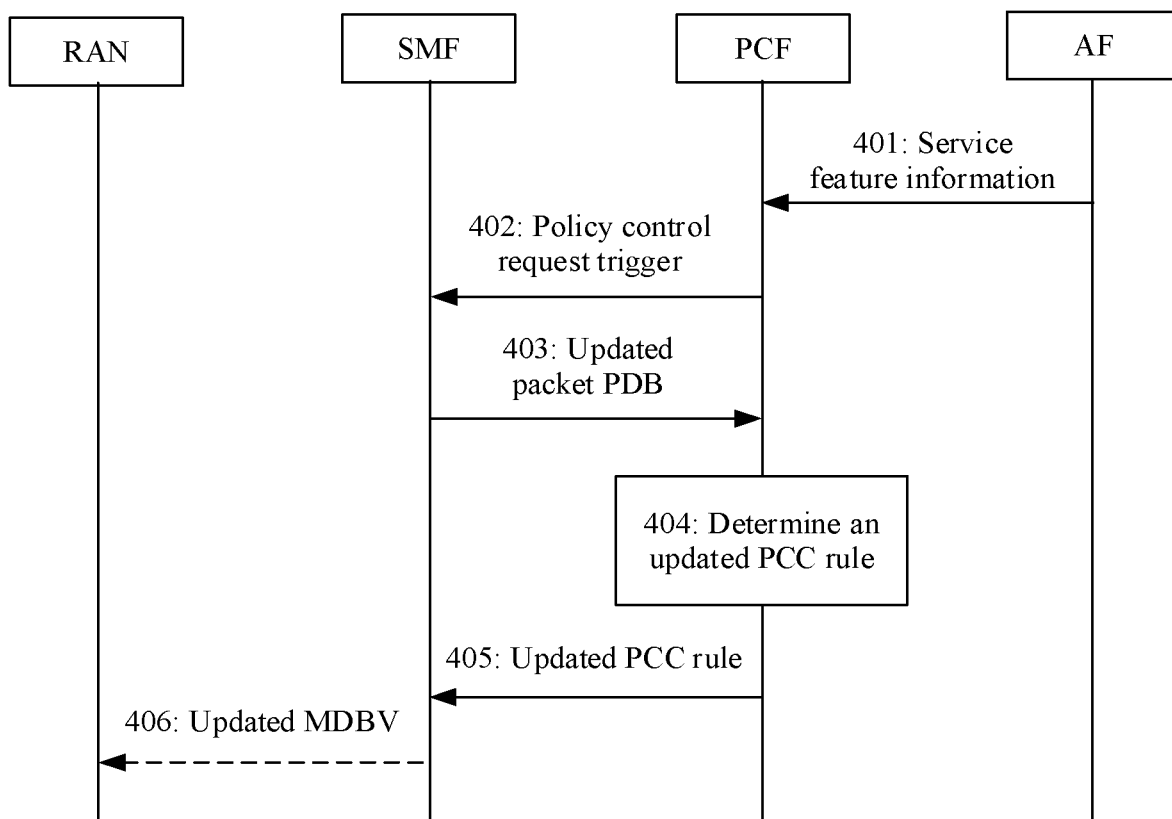 RAN
SMF
PCF
AF
401: Service
feature information
402: Policy control
request trigger
403: Updated
packet PDB
404: Determine an
updated PCC rule
405: Updated PCC rule
406: Updated MDBV